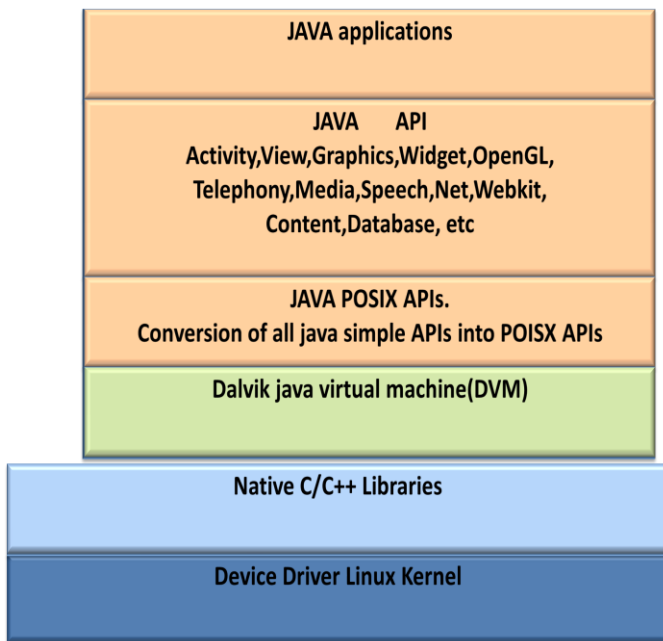 JAVA applications
JAVA API
Activity,View,Graphics,Widget,OpenGL,
Telephony,Media,Speech,Net,Webkit,
Content,Database, etc
JAVA POSIX APIs.
Conversion of all java simple APIs into POISX APIs
Dalvik java virtual machine(DVM)
Native C/C++ Libraries
Device Driver Linux Kernel